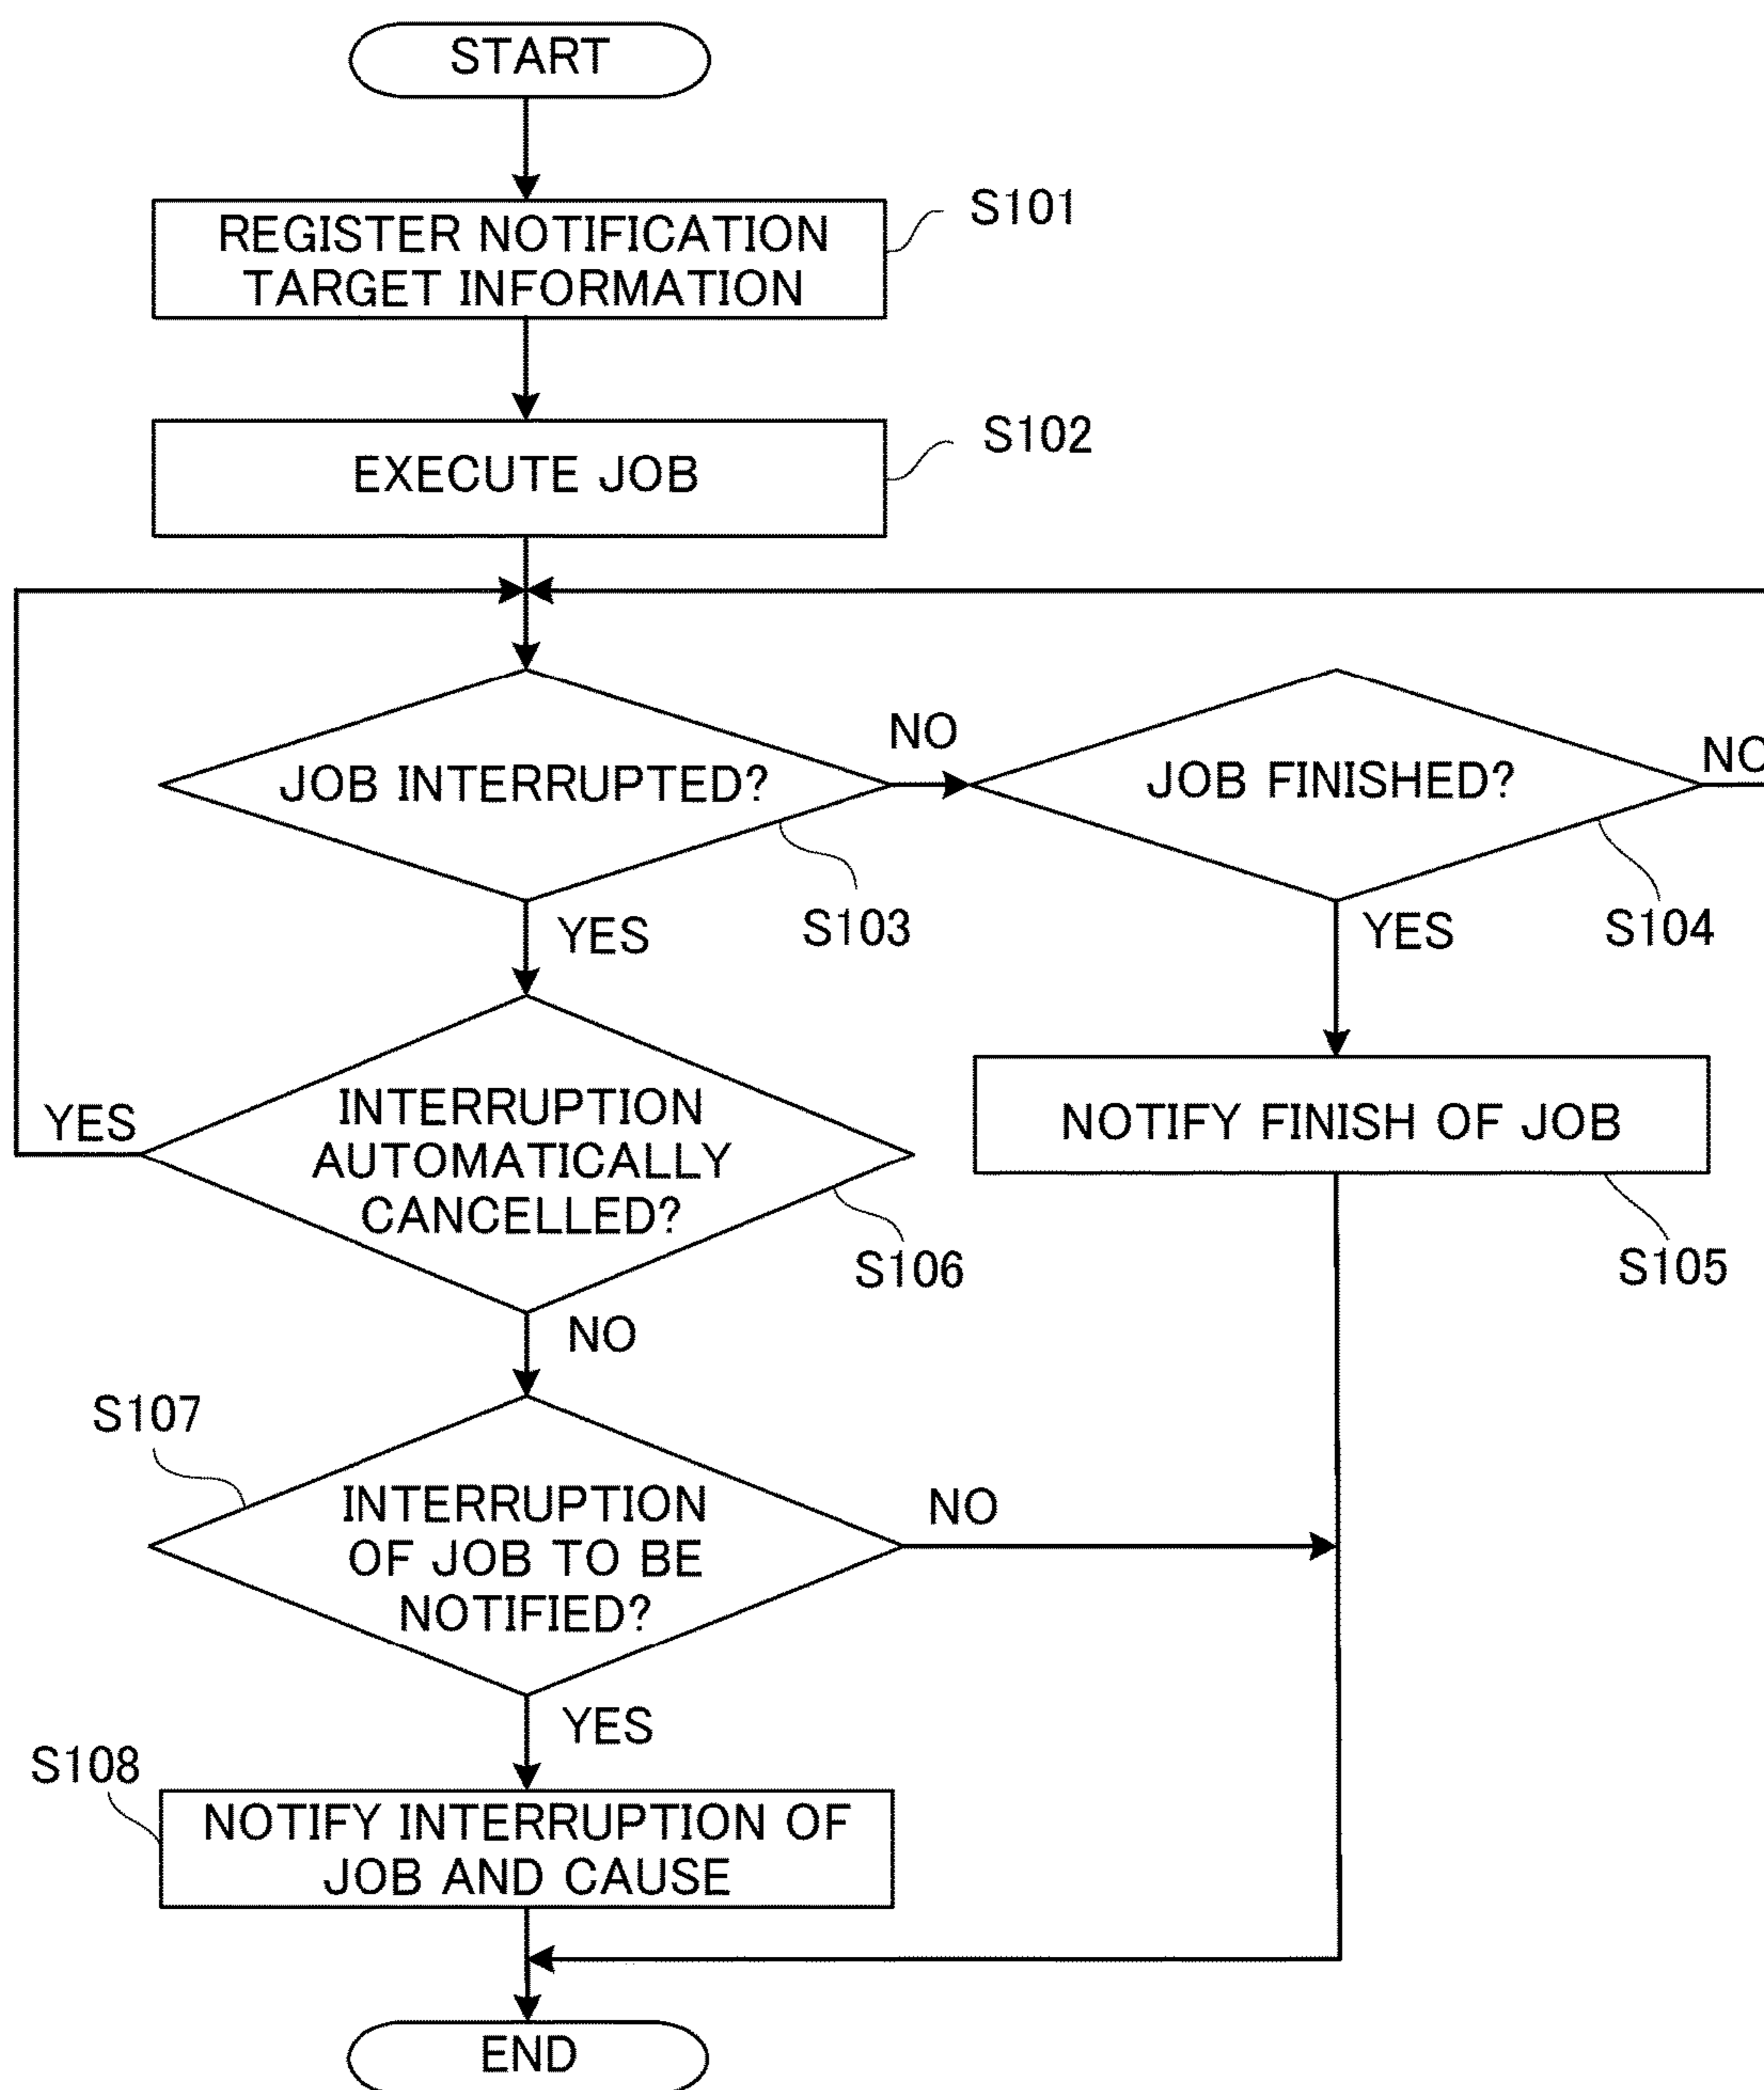 START
REGISTER NOTIFICATION
TARGET INFORMATION
S101
EXECUTE JOB
S102
JOB INTERRUPTED?
NO
S103
YES
JOB FINISHED?
NO
S104
YES
NOTIFY FINISH OF JOB
S105
INTERRUPTION
AUTOMATICALLY
CANCELLED?
YES
S106
NO
S107
INTERRUPTION
OF JOB TO BE
NOTIFIED?
NO
YES
S108
NOTIFY INTERRUPTION OF
JOB AND CAUSE
END